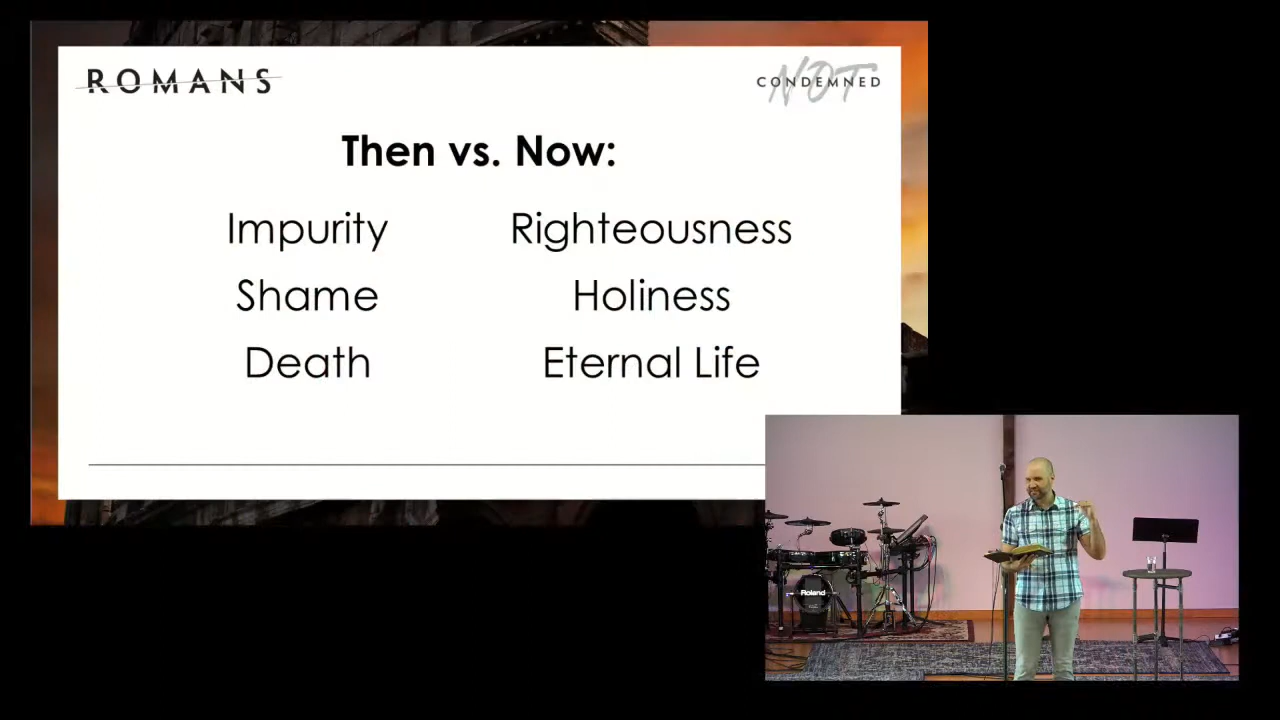 ROMANS
NOT
CONDEMNED
Then vs. Now:
Impurity Righteousness
Shame Holiness
Death Eternal Life
Roland